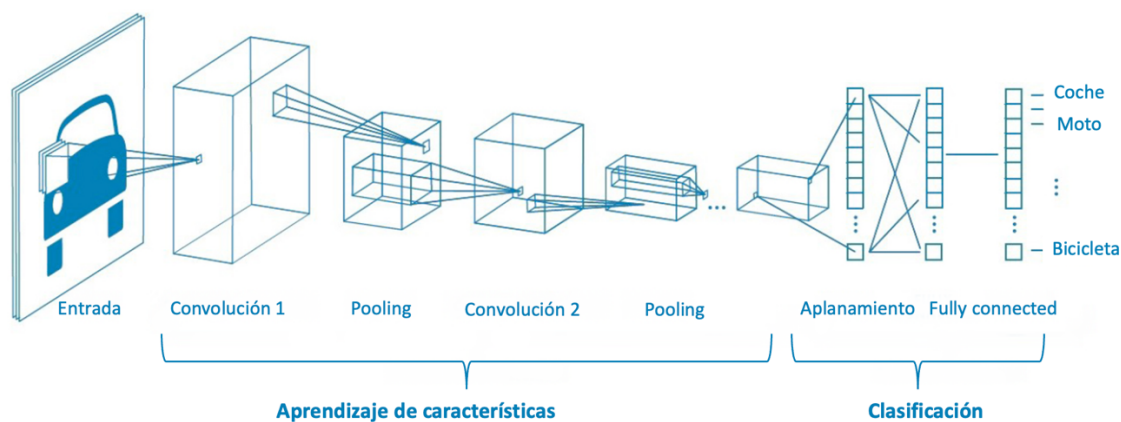 Coche
Moto
Bicicleta
Entrada
Convolución 1
Pooling
Convolución 2
Pooling
Aplanamiento
Fully connected
Aprendizaje de características
Clasificación